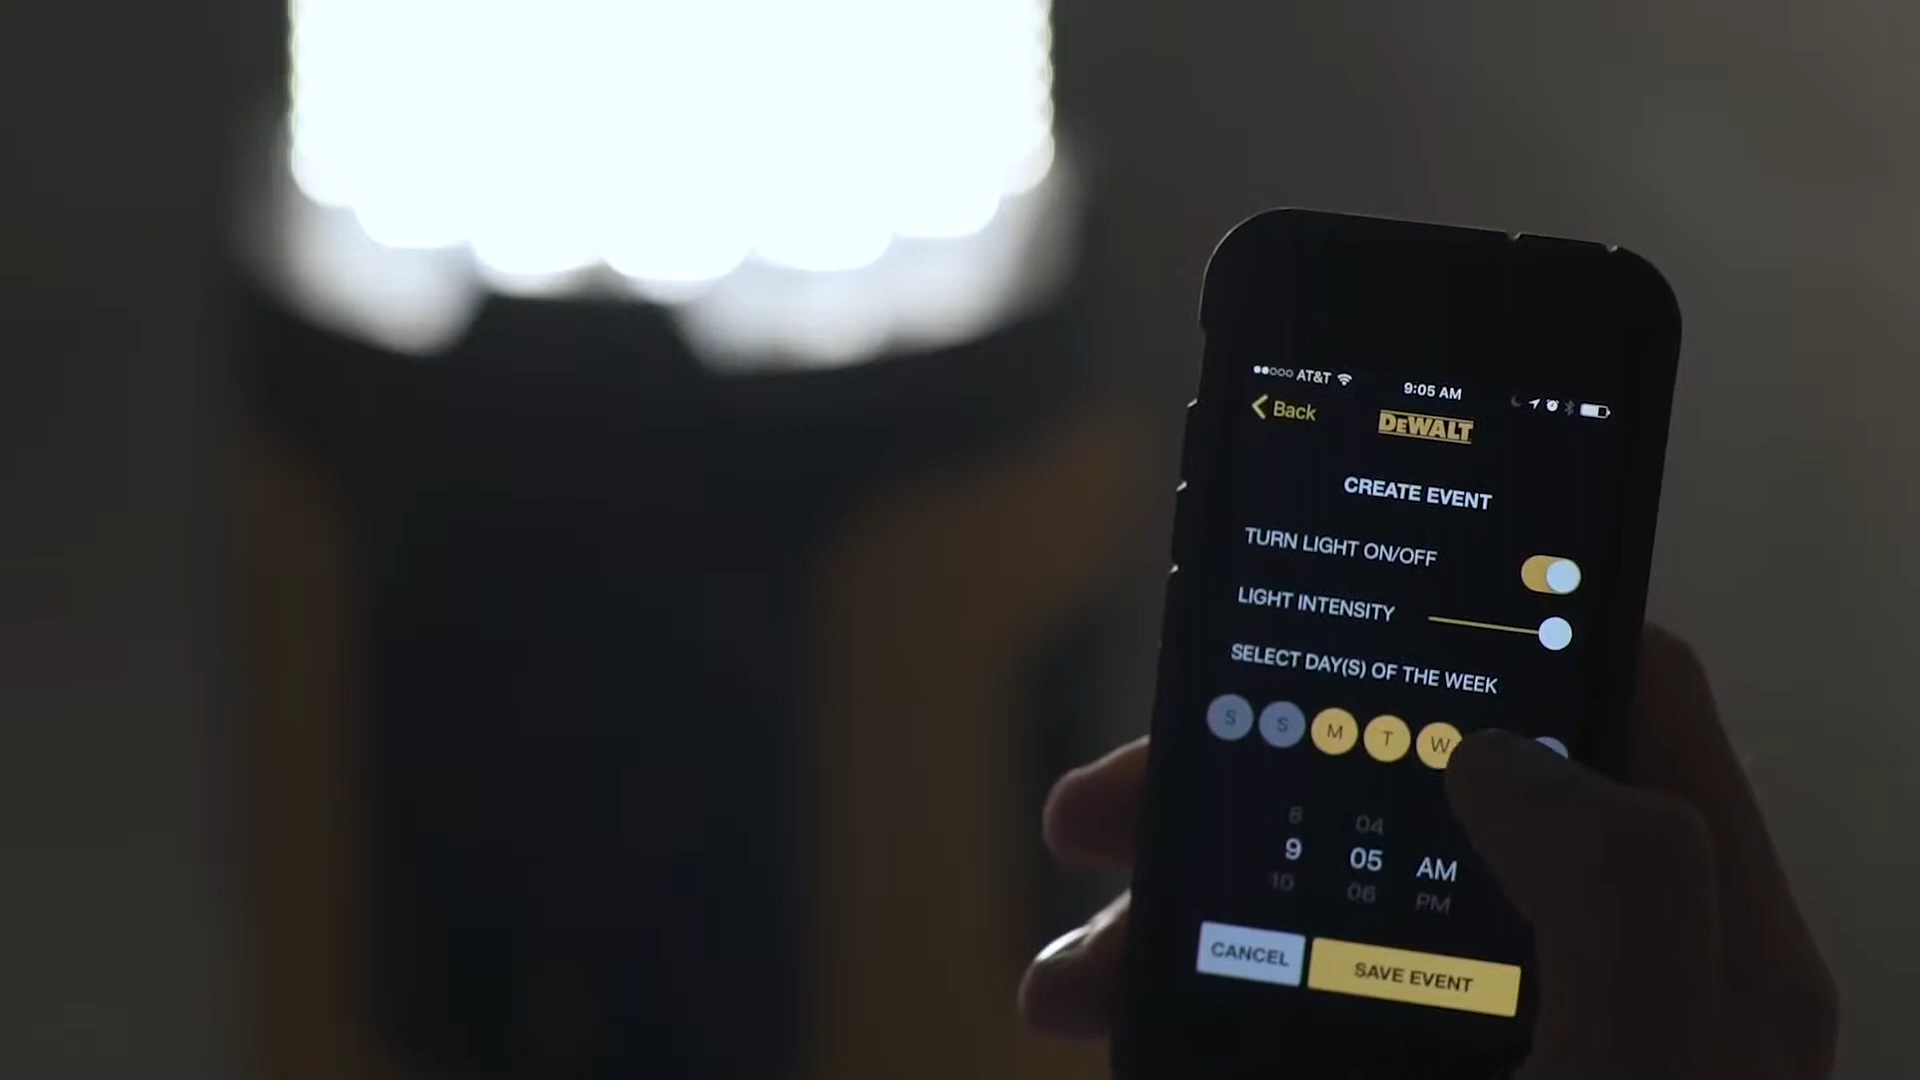 AT&T 9:05 AM
Back
DEWALT
CREATE EVENT
TURN LIGHT ON/OFF
LIGHT INTENSITY
SELECT DAY(S) OF THE WEEK
S S M T W
8 04
9 05 AM
10 06 PM
CANCEL SAVE EVENT